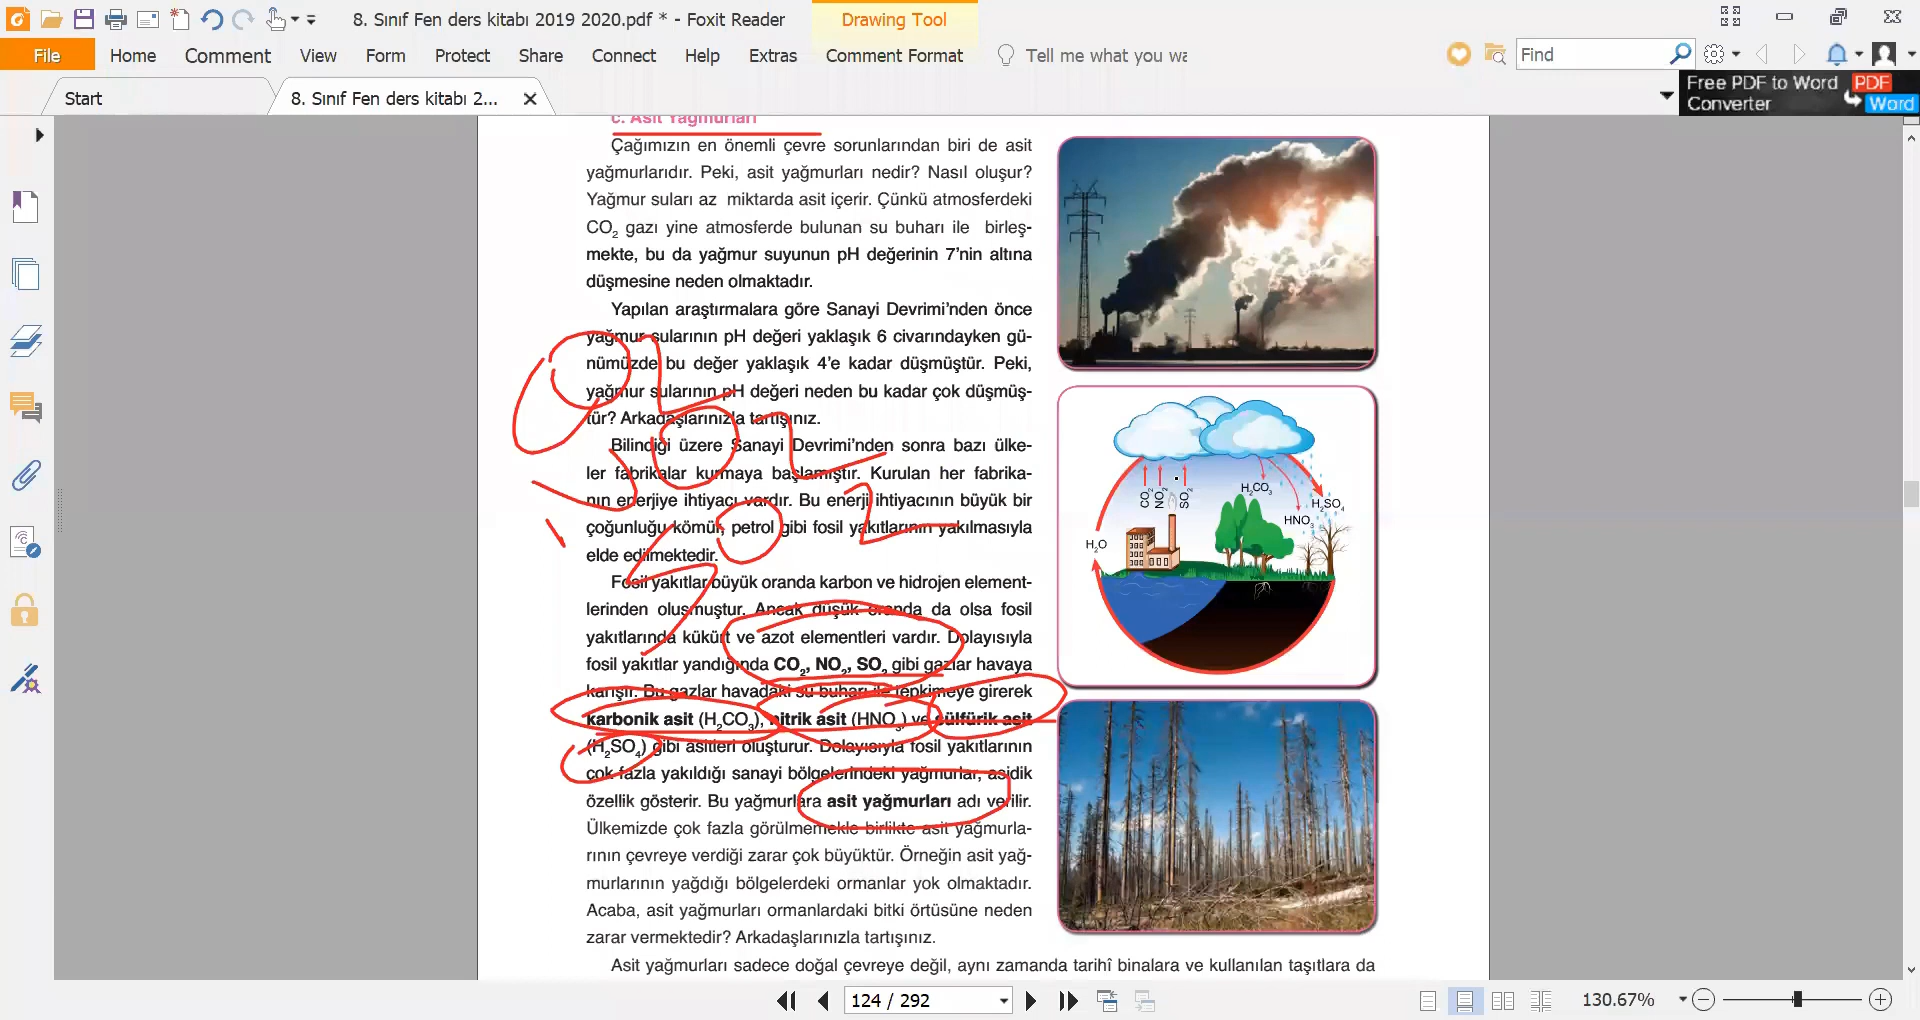 8. Sınıf Fen ders kitabı 2019 2020.pdf * - Foxit Reader
Drawing Tool
File Home Comment View Form Protect Share Connect Help Extras Comment Format Tell me what you wa
Find
Start
8. Sınıf Fen ders kitabı 2...
Free PDF to Word
Converter
PDF
Word
c. Asit Yağmurları
Çağımızın en önemli çevre sorunlarından biri de asit
yağmurlarıdır. Peki, asit yağmurları nedir? Nasıl oluşur?
Yağmur suları az miktarda asit içerir. Çünkü atmosferdeki
CO₂ gazı yine atmosferde bulunan su buharı ile birleş-
mekte, bu da yağmur suyunun pH değerinin 7’nin altına
düşmesine neden olmaktadır.
Yapılan araştırmalara göre Sanayi Devrimi’nden önce
yağmur sularının pH değeri yaklaşık 6 civarındayken gü-
nümüzde bu değer yaklaşık 4’e kadar düşmüştür. Peki,
yağmur sularının pH değeri neden bu kadar çok düşmüş-
tür? Arkadaşlarınızla tartışınız.
Bilindiği üzere Sanayi Devrimi’nden sonra bazı ülke-
ler fabrikalar kurmaya başlamıştır. Kurulan her fabrika-
nın enerjiye ihtiyacı vardır. Bu enerji ihtiyacının büyük bir
çoğunluğu kömür, petrol gibi fosil yakıtlarının yakılmasıyla
elde edilmektedir.
Fosil yakıtlar büyük oranda karbon ve hidrojen element-
lerinden oluşmuştur. Ancak düşük oranda da olsa fosil
yakıtlarında kükürt ve azot elementleri vardır. Dolayısıyla
fosil yakıtlar yandığında CO₂, NO₂, SO₂ gibi gazlar havaya
karışır. Bu gazlar havadaki su buharı ile tepkimeye girerek
karbonik asit (H₂CO₃), nitrik asit (HNO₃) ve sülfürik asit
(H₂SO₄) gibi asitleri oluşturur. Dolayısıyla fosil yakıtlarının
çok fazla yakıldığı sanayi bölgelerindeki yağmurlar, asidik
özellik gösterir. Bu yağmurlara asit yağmurları adı verilir.
Ülkemizde çok fazla görülmemekle birlikte asit yağmurla-
rının çevreye verdiği zarar çok büyüktür. Örneğin asit yağ-
murlarının yağdığı bölgelerdeki ormanlar yok olmaktadır.
Acaba, asit yağmurları ormanlardaki bitki örtüsüne neden
zarar vermektedir? Arkadaşlarınızla tartışınız.
Asit yağmurları sadece doğal çevreye değil, aynı zamanda tarihî binalara ve kullanılan taşıtlara da
CO₂
NO₂
SO₂
H₂CO₃
H₂SO₄
HNO₃
H₂O
124 / 292
130.67%